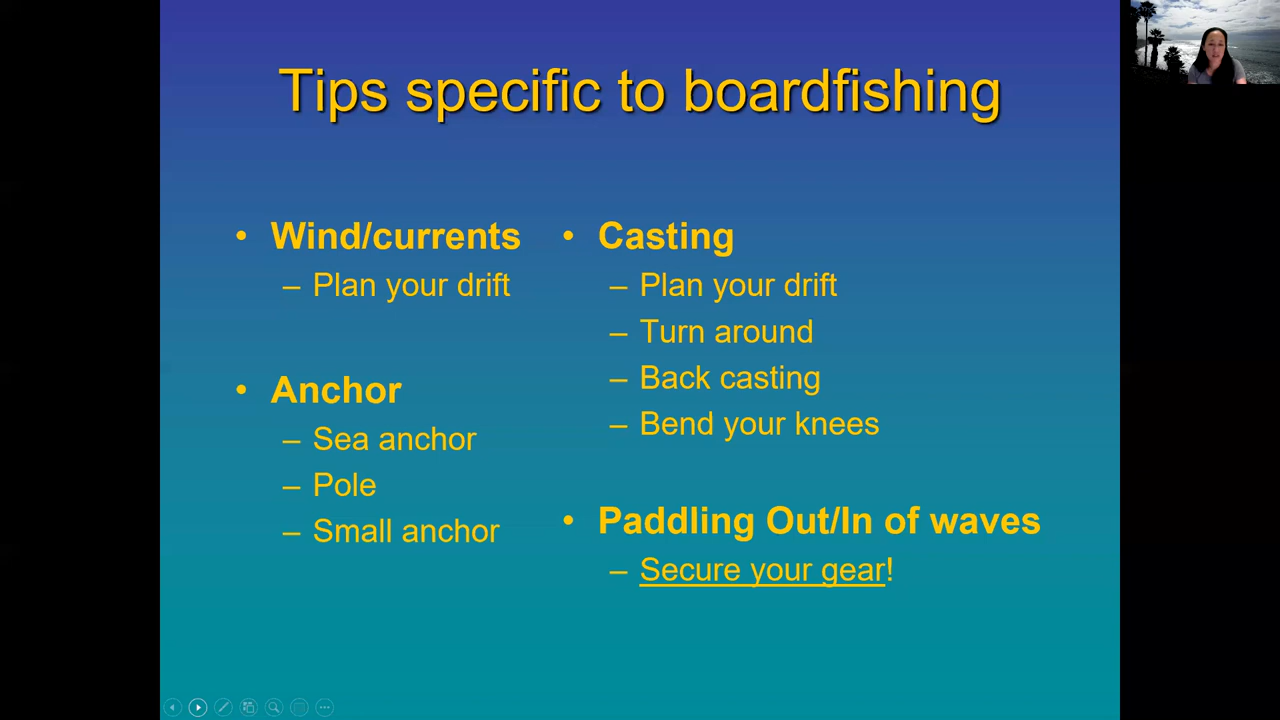 Tips specific to boardfishing
• Wind/currents
– Plan your drift
• Anchor
– Sea anchor
– Pole
– Small anchor
• Casting
– Plan your drift
– Turn around
– Back casting
– Bend your knees
• Paddling Out/In of waves
– Secure your gear!